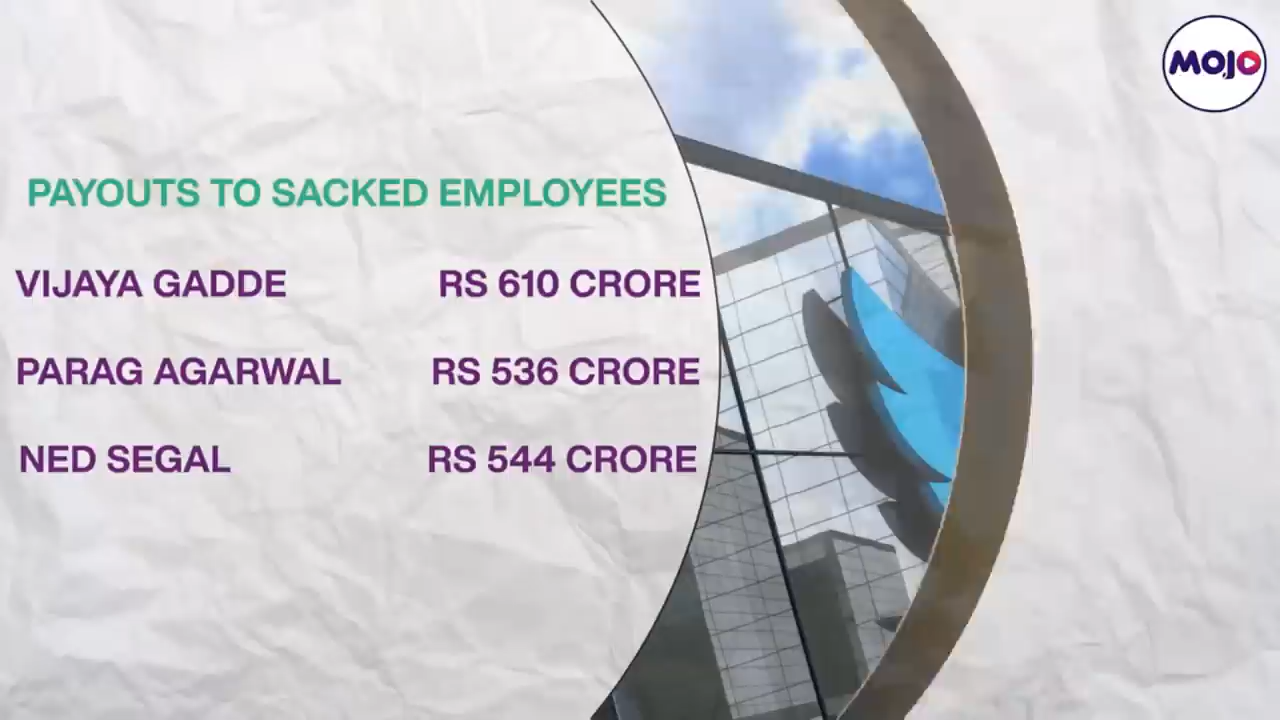 MOJO
PAYOUTS TO SACKED EMPLOYEES
VIJAYA GADDE RS 610 CRORE
PARAG AGARWAL RS 536 CRORE
NED SEGAL RS 544 CRORE